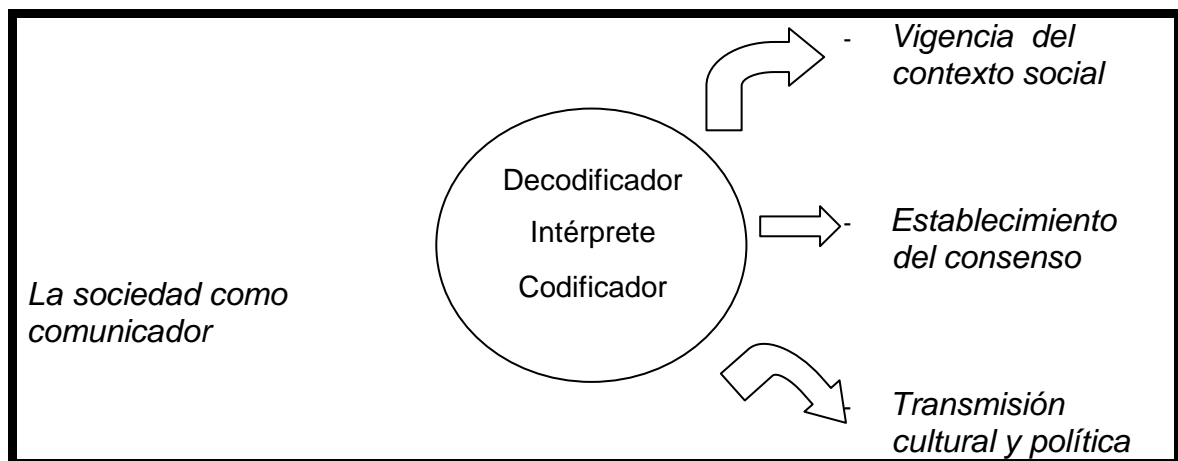 La sociedad como
comunicador
Decodificador
Intérprete
Codificador
- Vigencia del
contexto social
- Establecimiento
del consenso
- Transmisión
cultural y política